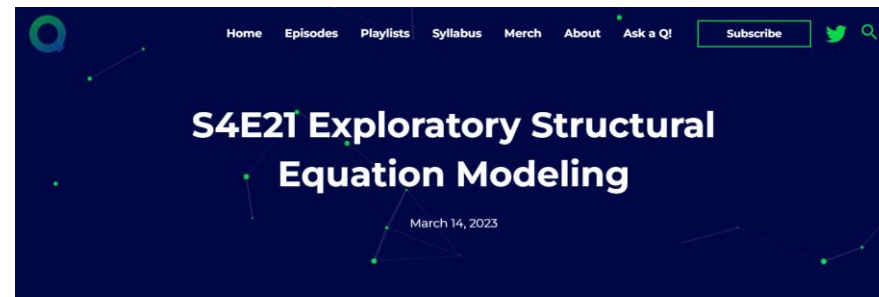 Home Episodes Playlists Syllabus Merch About Ask a Q! Subscribe
S4E21 Exploratory Structural
Equation Modeling
March 14, 2023